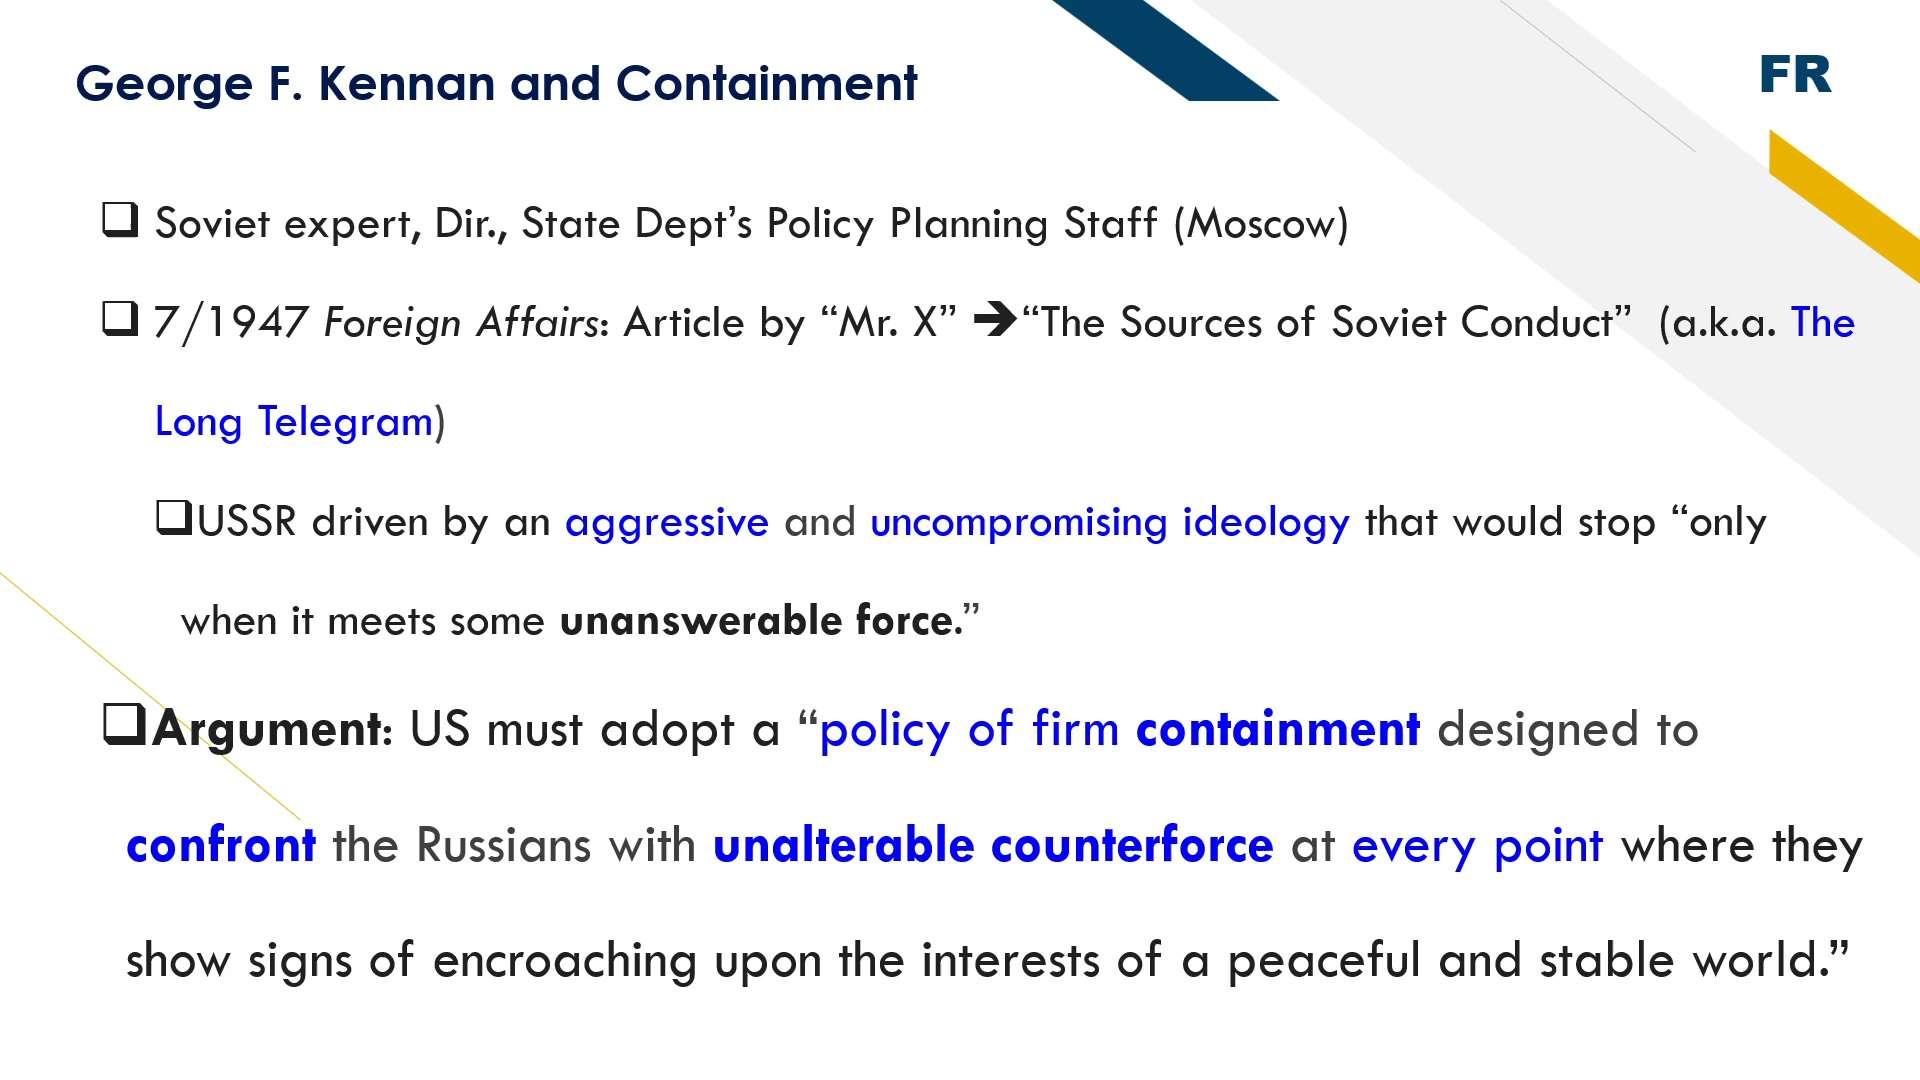 George F. Kennan and Containment
FR
❑ Soviet expert, Dir., State Dept’s Policy Planning Staff (Moscow)
❑ 7/1947 Foreign Affairs: Article by “Mr. X” 🡺“The Sources of Soviet Conduct” (a.k.a. The
Long Telegram)
❑USSR driven by an aggressive and uncompromising ideology that would stop “only
when it meets some unanswerable force.”
❑Argument: US must adopt a “policy of firm containment designed to
confront the Russians with unalterable counterforce at every point where they
show signs of encroaching upon the interests of a peaceful and stable world.”